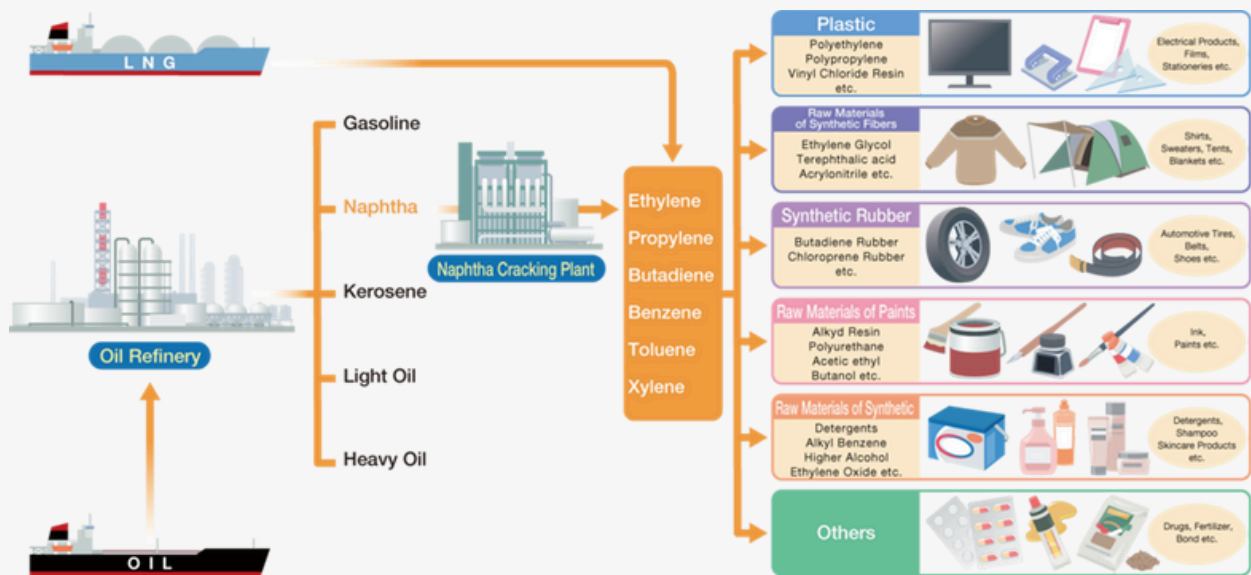 LNG
Gasoline
Naphtha
Kerosene
Light Oil
Heavy Oil
Oil Refinery
OIL
Naphtha Cracking Plant
Ethylene
Propylene
Butadiene
Benzene
Toluene
Xylene
Plastic
Polyethylene
Polypropylene
Vinyl Chloride Resin
etc.
Electrical Products,
Films,
Stationeries etc.
Raw Materials
of Synthetic Fibers
Ethylene Glycol
Terephthalic acid
Acrylonitrile etc.
Shirts,
Sweaters, Tents,
Blankets etc.
Synthetic Rubber
Butadiene Rubber
Chloroprene Rubber
etc.
Automotive Tires,
Belts,
Shoes etc.
Raw Materials of Paints
Alkyd Resin
Polyurethane
Acetic ethyl
Butanol etc.
Ink,
Paints etc.
Raw Materials of Synthetic
Detergents
Alkyl Benzene
Higher Alcohol
Ethylene Oxide etc.
Detergents,
Shampoo
Skincare Products
etc.
Others
Drugs, Fertilizer,
Bond etc.